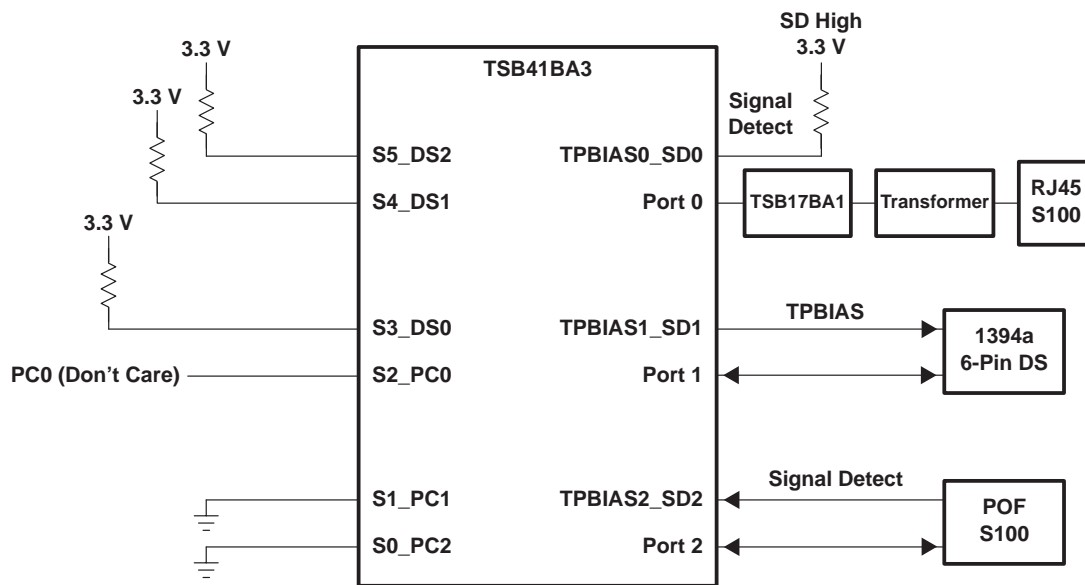 SD High
3.3 V
3.3 V
TSB41BA3
3.3 V
Signal
Detect
S5_DS2
TPBIAS0_SD0
S4_DS1
Port 0
TSB17BA1
Transformer
RJ45
S100
3.3 V
S3_DS0
TPBIAS1_SD1
TPBIAS
1394a
6-Pin DS
PC0 (Don't Care)
S2_PC0
Port 1
S1_PC1
TPBIAS2_SD2
Signal Detect
POF
S100
S0_PC2
Port 2